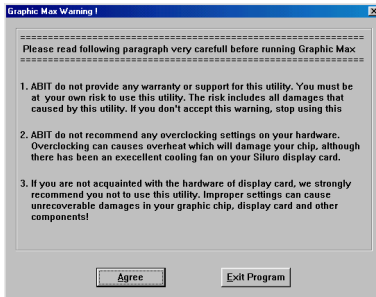 Graphic Max Warning !
==================================================
Please read following paragraph very carefull before running Graphic Max
==================================================
1. ABIT do not provide any warranty or support for this utility. You must be
at your own risk to use this utility. The risk includes all damages that
caused by this utility. If you don't accept this warning, stop using this
2. ABIT do not recommend any overclocking settings on your hardware.
Overclocking can causes overheat which will damage your chip, although
there has been an execellent cooling fan on your Siluro display card.
3. If you are not acquainted with the hardware of display card, we strongly
recommend you not to use this utility. Improper settings can cause
unrecoverable damages in your graphic chip, display card and other
components!
Agree
Exit Program